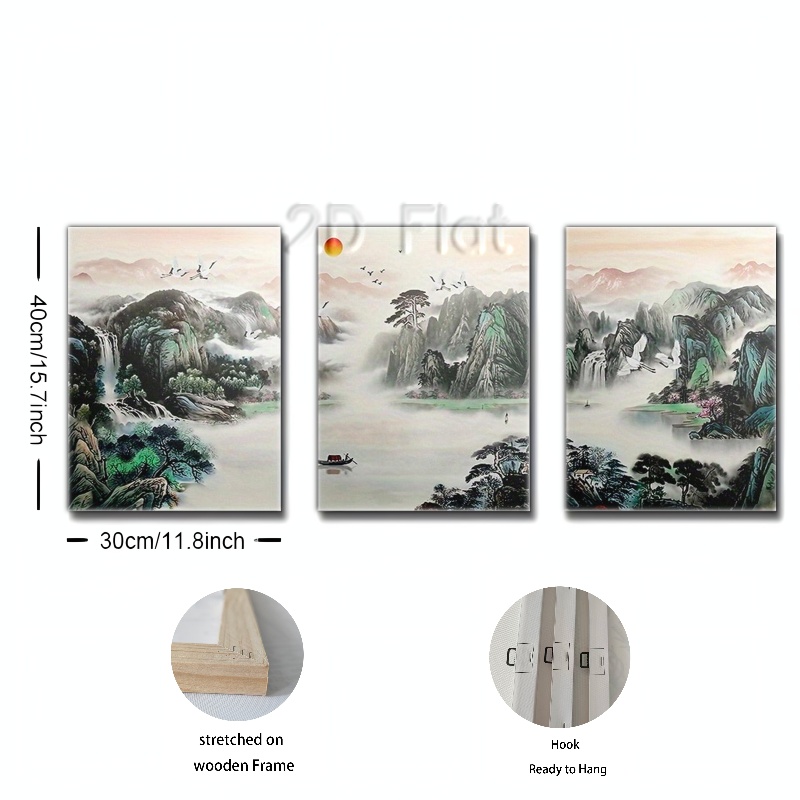 2D Flat
40cm/15.7inch
30cm/11.8inch
stretched on
wooden Frame
Hook
Ready to Hang